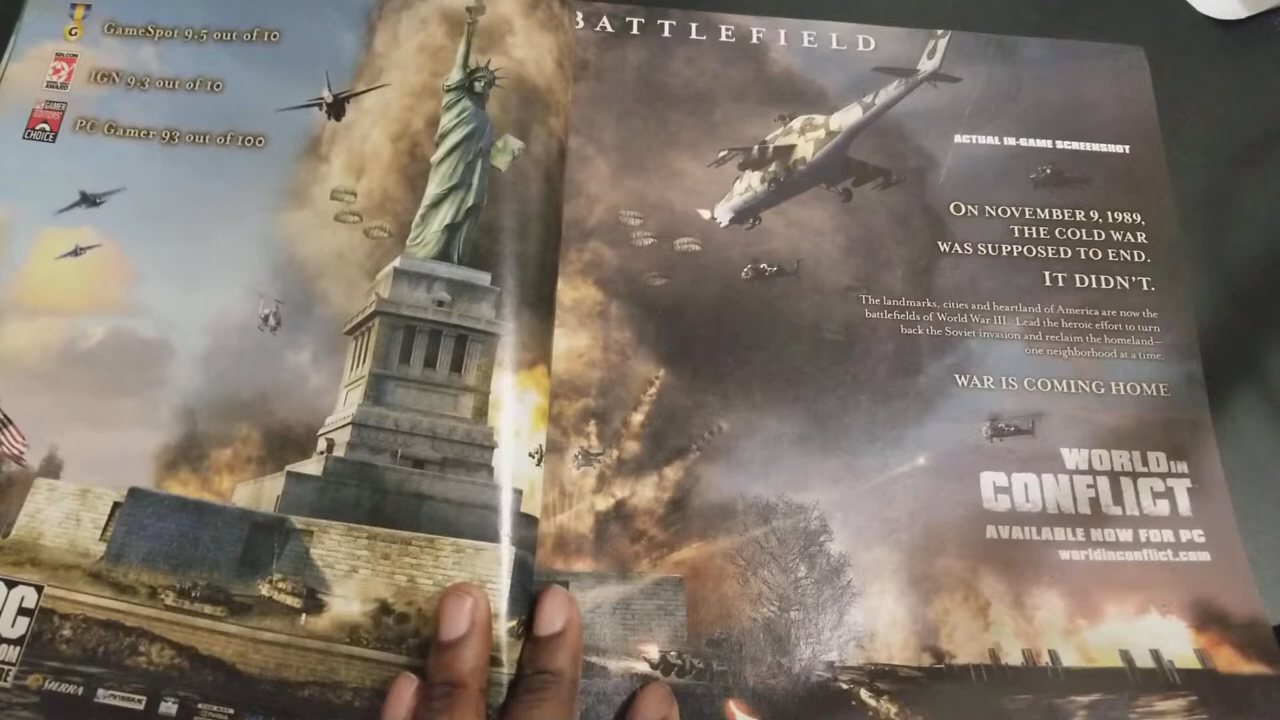 GameSpot 9.5 out of 10
IGN 9.3 out of 10
PC Gamer 93 out of 100
PC GAMER
EDITORS'
CHOICE
BATTLEFIELD
ACTUAL IN-GAME SCREENSHOT
ON NOVEMBER 9, 1989,
THE COLD WAR
WAS SUPPOSED TO END.
IT DIDN'T.
The landmarks, cities and heartland of America are now the
battlefields of World War III. Lead the heroic effort to turn
back the Soviet invasion and reclaim the homeland—
one neighborhood at a time.
WAR IS COMING HOME
WORLD IN
CONFLICT
AVAILABLE NOW FOR PC
worldinconflict.com
SIERRA